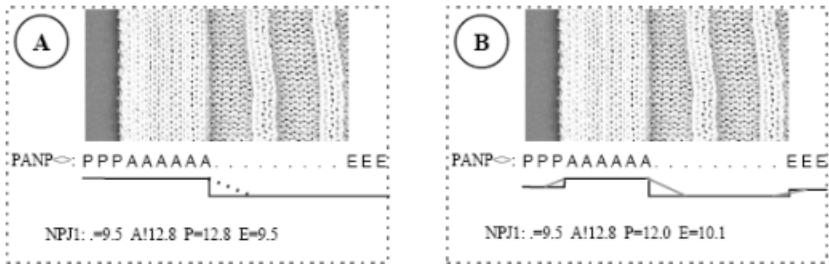 A
PANP<>: P P P A A A A A A A . . . . . . . . . . E E E
NPJ1: .=9.5 A!12.8 P=12.8 E=9.5
B
PANP<>: P P P A A A A A A A . . . . . . . . . . E E E
NPJ1: .=9.5 A!12.8 P=12.0 E=10.1